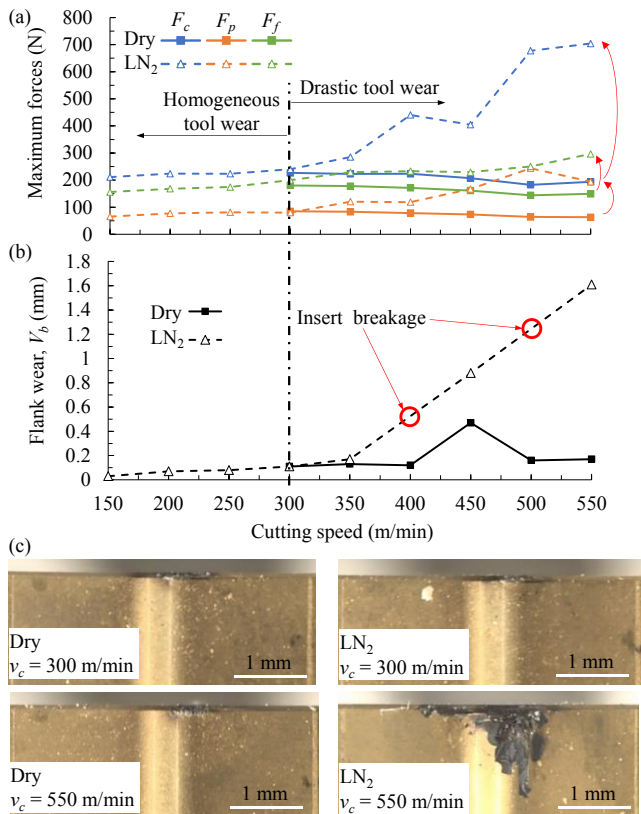 (a)
F_c F_p F_f
Dry
LN₂
Maximum forces (N)
800
700
600
500
400
300
200
100
0
Homogeneous
tool wear
Drastic tool wear
(b)
Flank wear, V_b (mm)
1.8
1.6
1.4
1.2
1
0.8
0.6
0.4
0.2
0
Dry
LN₂
Insert breakage
150 200 250 300 350 400 450 500 550
Cutting speed (m/min)
(c)
Dry
v_c = 300 m/min
1 mm
LN₂
v_c = 300 m/min
1 mm
Dry
v_c = 550 m/min
1 mm
LN₂
v_c = 550 m/min
1 mm